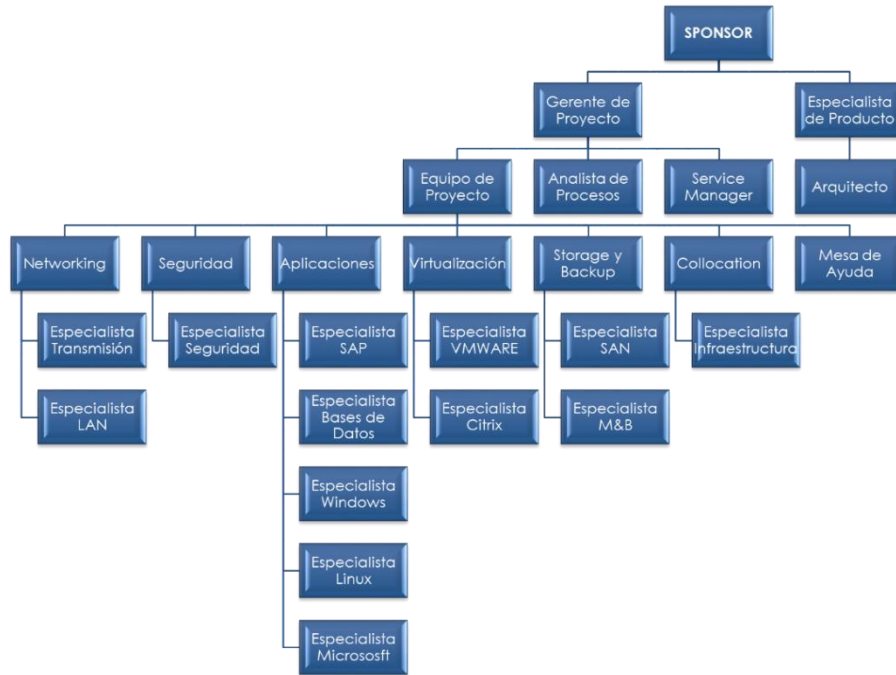 SPONSOR
Gerente de
Proyecto
Especialista
de Producto
Equipo de
Proyecto
Analista de
Procesos
Service
Manager
Arquitecto
Networking
Seguridad
Aplicaciones
Virtualización
Storage y
Backup
Collocation
Mesa de
Ayuda
Especialista
Transmisión
Especialista
Seguridad
Especialista
SAP
Especialista
VMWARE
Especialista
SAN
Especialista
Infraestructura
Especialista
LAN
Especialista
Bases de
Datos
Especialista
Citrix
Especialista
M&B
Especialista
Windows
Especialista
Linux
Especialista
Micrososft